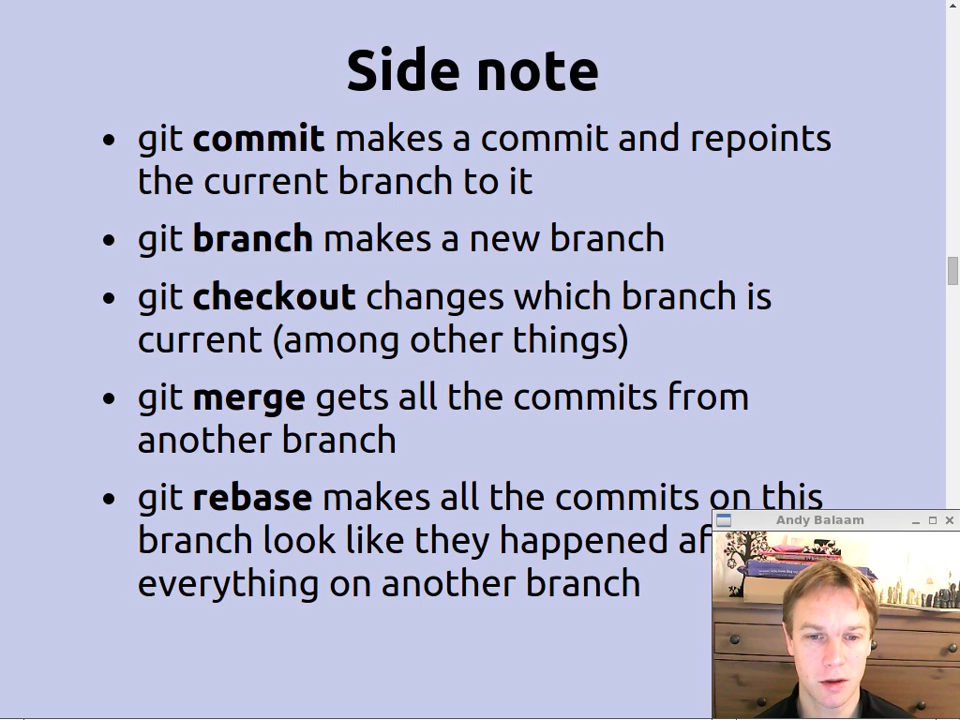 Side note
• git commit makes a commit and repoints
the current branch to it
• git branch makes a new branch
• git checkout changes which branch is
current (among other things)
• git merge gets all the commits from
another branch
• git rebase makes all the commits on this
branch look like they happened af
everything on another branch
Andy Balaam